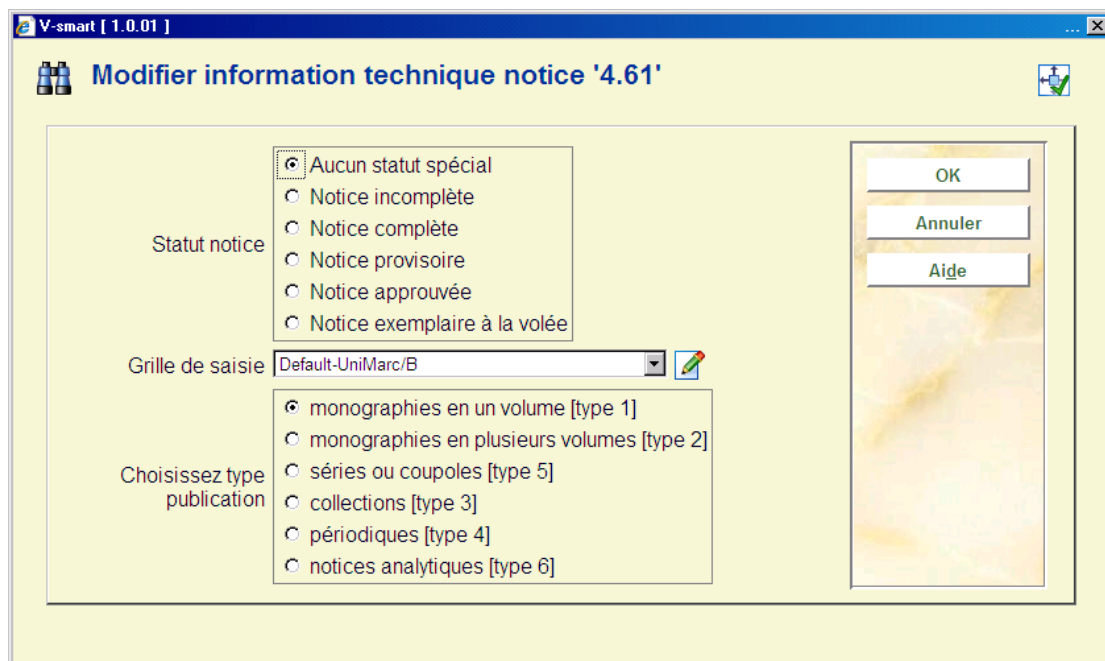 V-smart [ 1.0.01 ] ...
Modifier information technique notice '4.61'
Statut notice
Aucun statut spécial
Notice incomplète
Notice complète
Notice provisoire
Notice approuvée
Notice exemplaire à la volée
Grille de saisie Default-UniMarc/B
Choisissez type
publication
monographies en un volume [type 1]
monographies en plusieurs volumes [type 2]
séries ou coupoles [type 5]
collections [type 3]
périodiques [type 4]
notices analytiques [type 6]
OK
Annuler
Aide